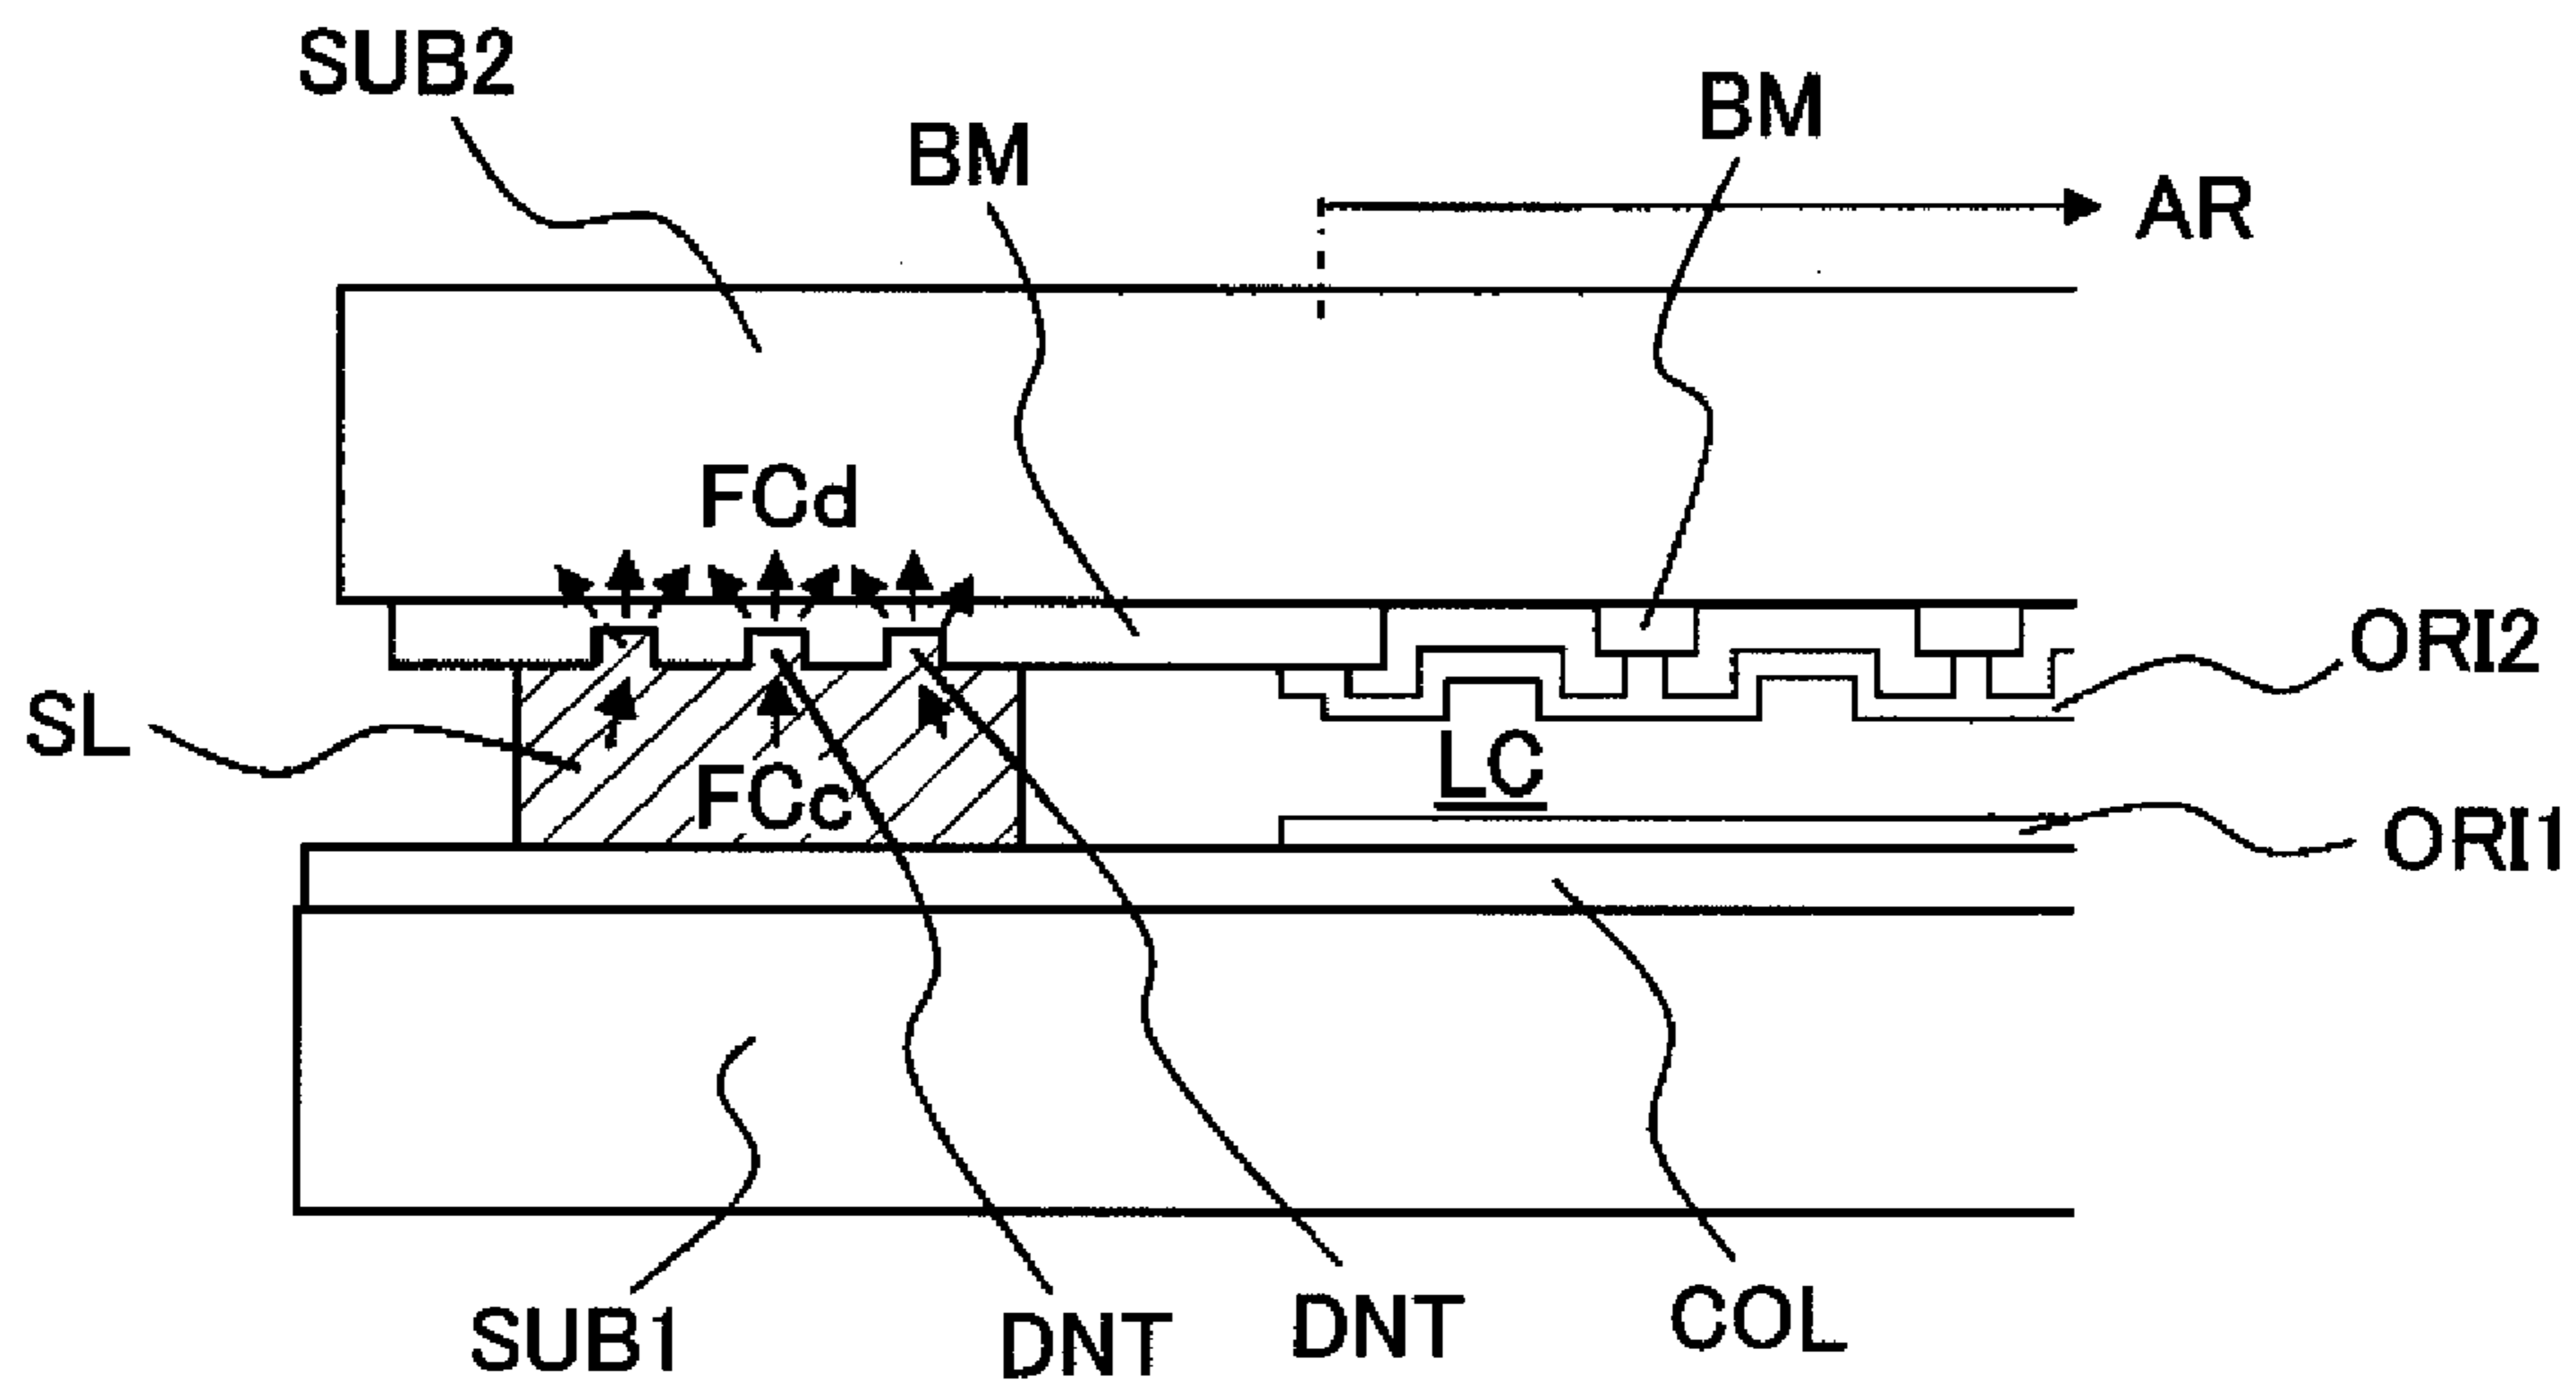 SUB2
BM
BM
AR
FCd
ORI2
SL
LC
FCc
ORI1
SUB1
DNT
DNT
COL